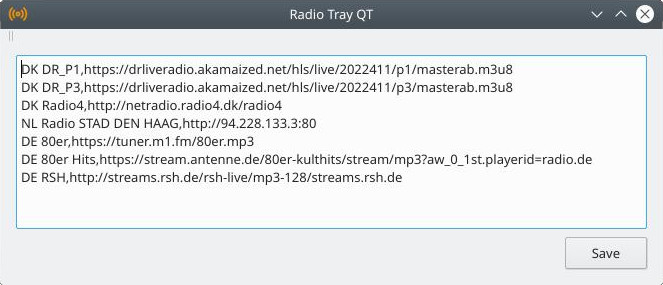 Radio Tray QT
DK DR_P1,https://drliveradio.akamaized.net/hls/live/2022411/p1/masterab.m3u8
DK DR_P3,https://drliveradio.akamaized.net/hls/live/2022411/p3/masterab.m3u8
DK Radio4,http://netradio.radio4.dk/radio4
NL Radio STAD DEN HAAG,http://94.228.133.3:80
DE 80er,https://tuner.m1.fm/80er.mp3
DE 80er Hits,https://stream.antenne.de/80er-kulthits/stream/mp3?aw_0_1st.playerid=radio.de
DE RSH,http://streams.rsh.de/rsh-live/mp3-128/streams.rsh.de
Save